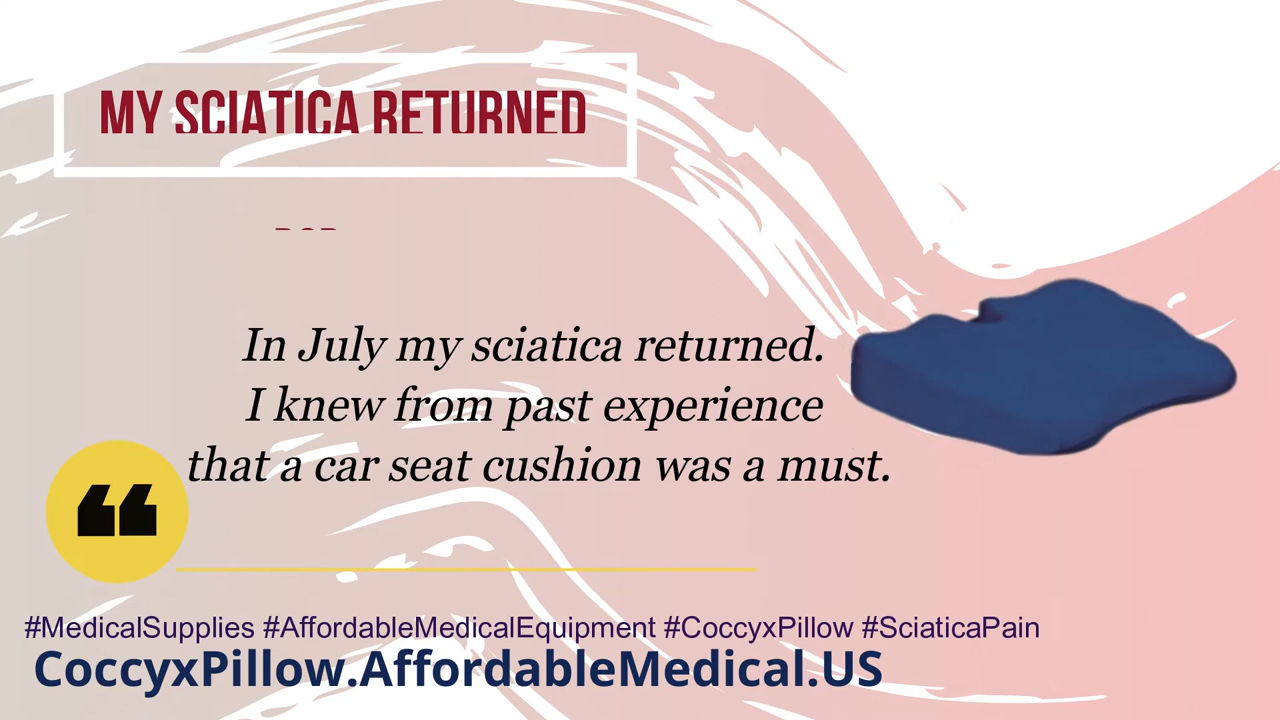 MY SCIATICA RETURNED
In July my sciatica returned.
I knew from past experience
that a car seat cushion was a must.
#MedicalSupplies #AffordableMedicalEquipment #CoccyxPillow #SciaticaPain
CoccyxPillow.AffordableMedical.US